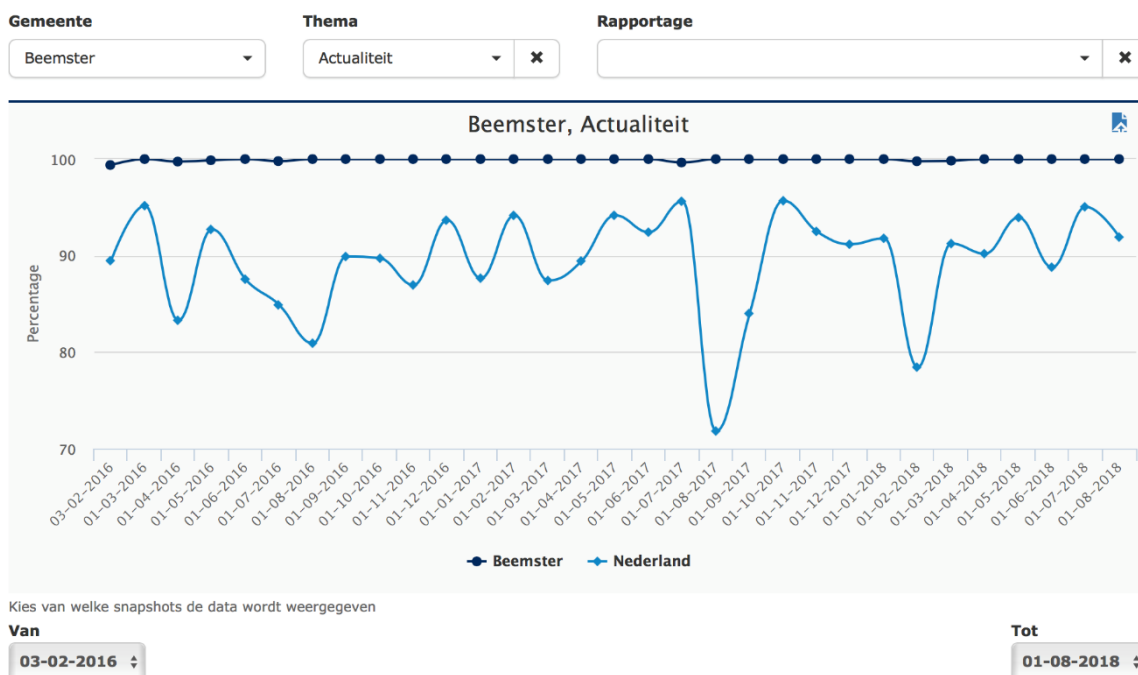 Gemeente Thema Rapportage
Beemster Actualiteit
Beemster, Actualiteit
100
90
80
70
Percentage
03-02-2016 01-03-2016 01-04-2016 01-05-2016 01-06-2016 01-07-2016 01-08-2016 01-09-2016 01-10-2016 01-11-2016 01-12-2016 01-01-2017 01-02-2017 01-03-2017 01-04-2017 01-05-2017 01-06-2017 01-07-2017 01-08-2017 01-09-2017 01-10-2017 01-11-2017 01-12-2017 01-01-2018 01-02-2018 01-03-2018 01-04-2018 01-05-2018 01-06-2018 01-07-2018 01-08-2018
Beemster Nederland
Kies van welke snapshots de data wordt weergegeven
Van Tot
03-02-2016 01-08-2018